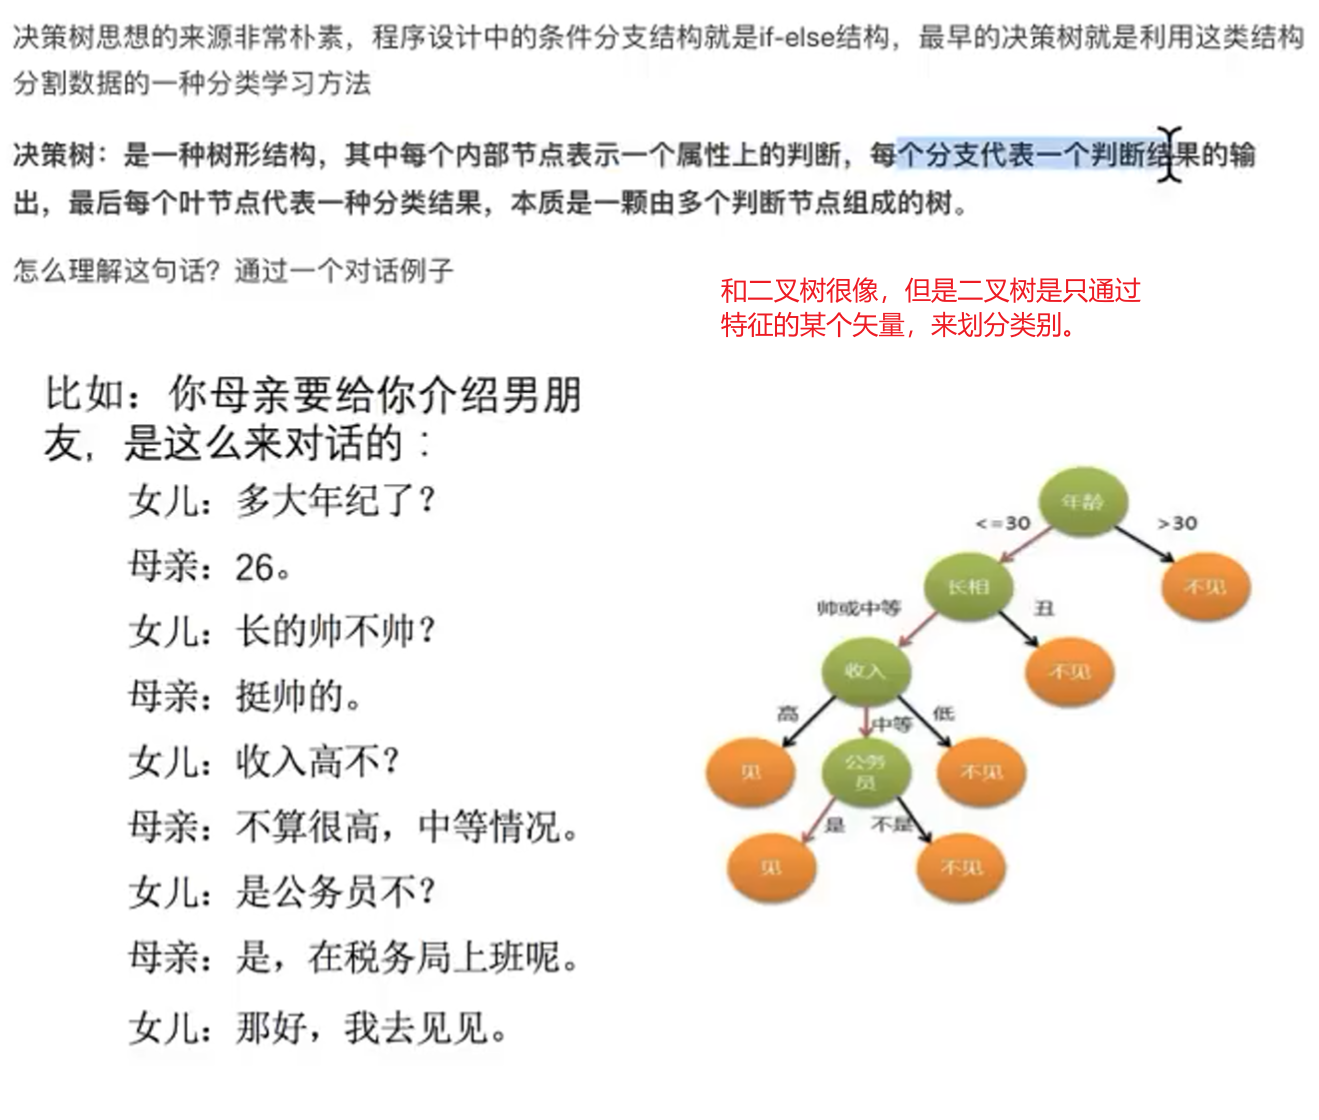 决策树思想的来源非常朴素，程序设计中的条件分支结构就是if-else结构，最早的决策树就是利用这类结构
分割数据的一种分类学习方法
决策树：是一种树形结构，其中每个内部节点表示一个属性上的判断，每个分支代表一个判断结果的输
出，最后每个叶节点代表一种分类结果，本质是一颗由多个判断节点组成的树。
怎么理解这句话？通过一个对话例子
和二叉树很像，但是二叉树是只通过
特征的某个矢量，来划分类别。
比如：你母亲要给你介绍男朋
友，是这么来对话的：
女儿：多大年纪了？
母亲：26。
女儿：长的帅不帅？
母亲：挺帅的。
女儿：收入高不？
母亲：不算很高，中等情况。
女儿：是公务员不？
母亲：是，在税务局上班呢。
女儿：那好，我去见见。
年龄
<=30
>30
长相
不见
帅或中等
丑
收入
不见
高
中等
低
见
公务
员
不见
是
不是
见
不见